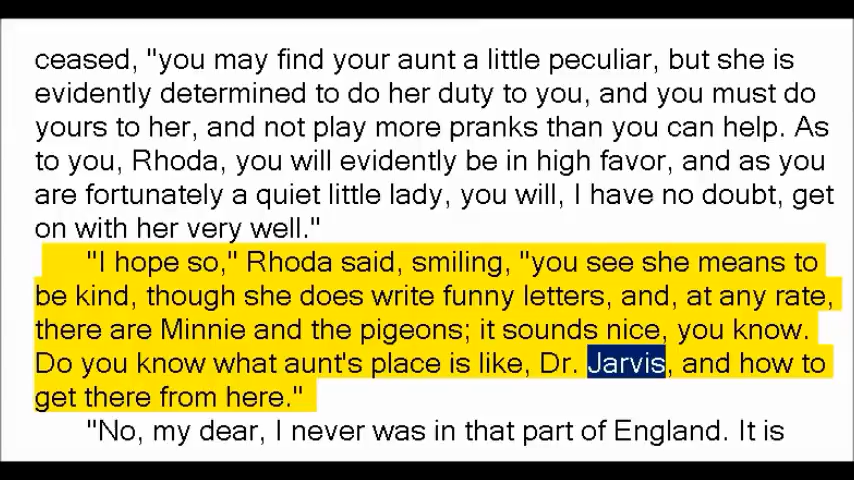 ceased, "you may find your aunt a little peculiar, but she is
evidently determined to do her duty to you, and you must do
yours to her, and not play more pranks than you can help. As
to you, Rhoda, you will evidently be in high favor, and as you
are fortunately a quiet little lady, you will, I have no doubt, get
on with her very well."
"I hope so," Rhoda said, smiling, "you see she means to
be kind, though she does write funny letters, and, at any rate,
there are Minnie and the pigeons; it sounds nice, you know.
Do you know what aunt's place is like, Dr. Jarvis, and how to
get there from here."
"No, my dear, I never was in that part of England. It is